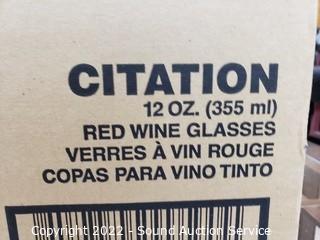 CITATION
12 OZ. (355 ml)
RED WINE GLASSES
VERRES À VIN ROUGE
COPAS PARA VINO TINTO
Copyright 2022 - Sound Auction Service